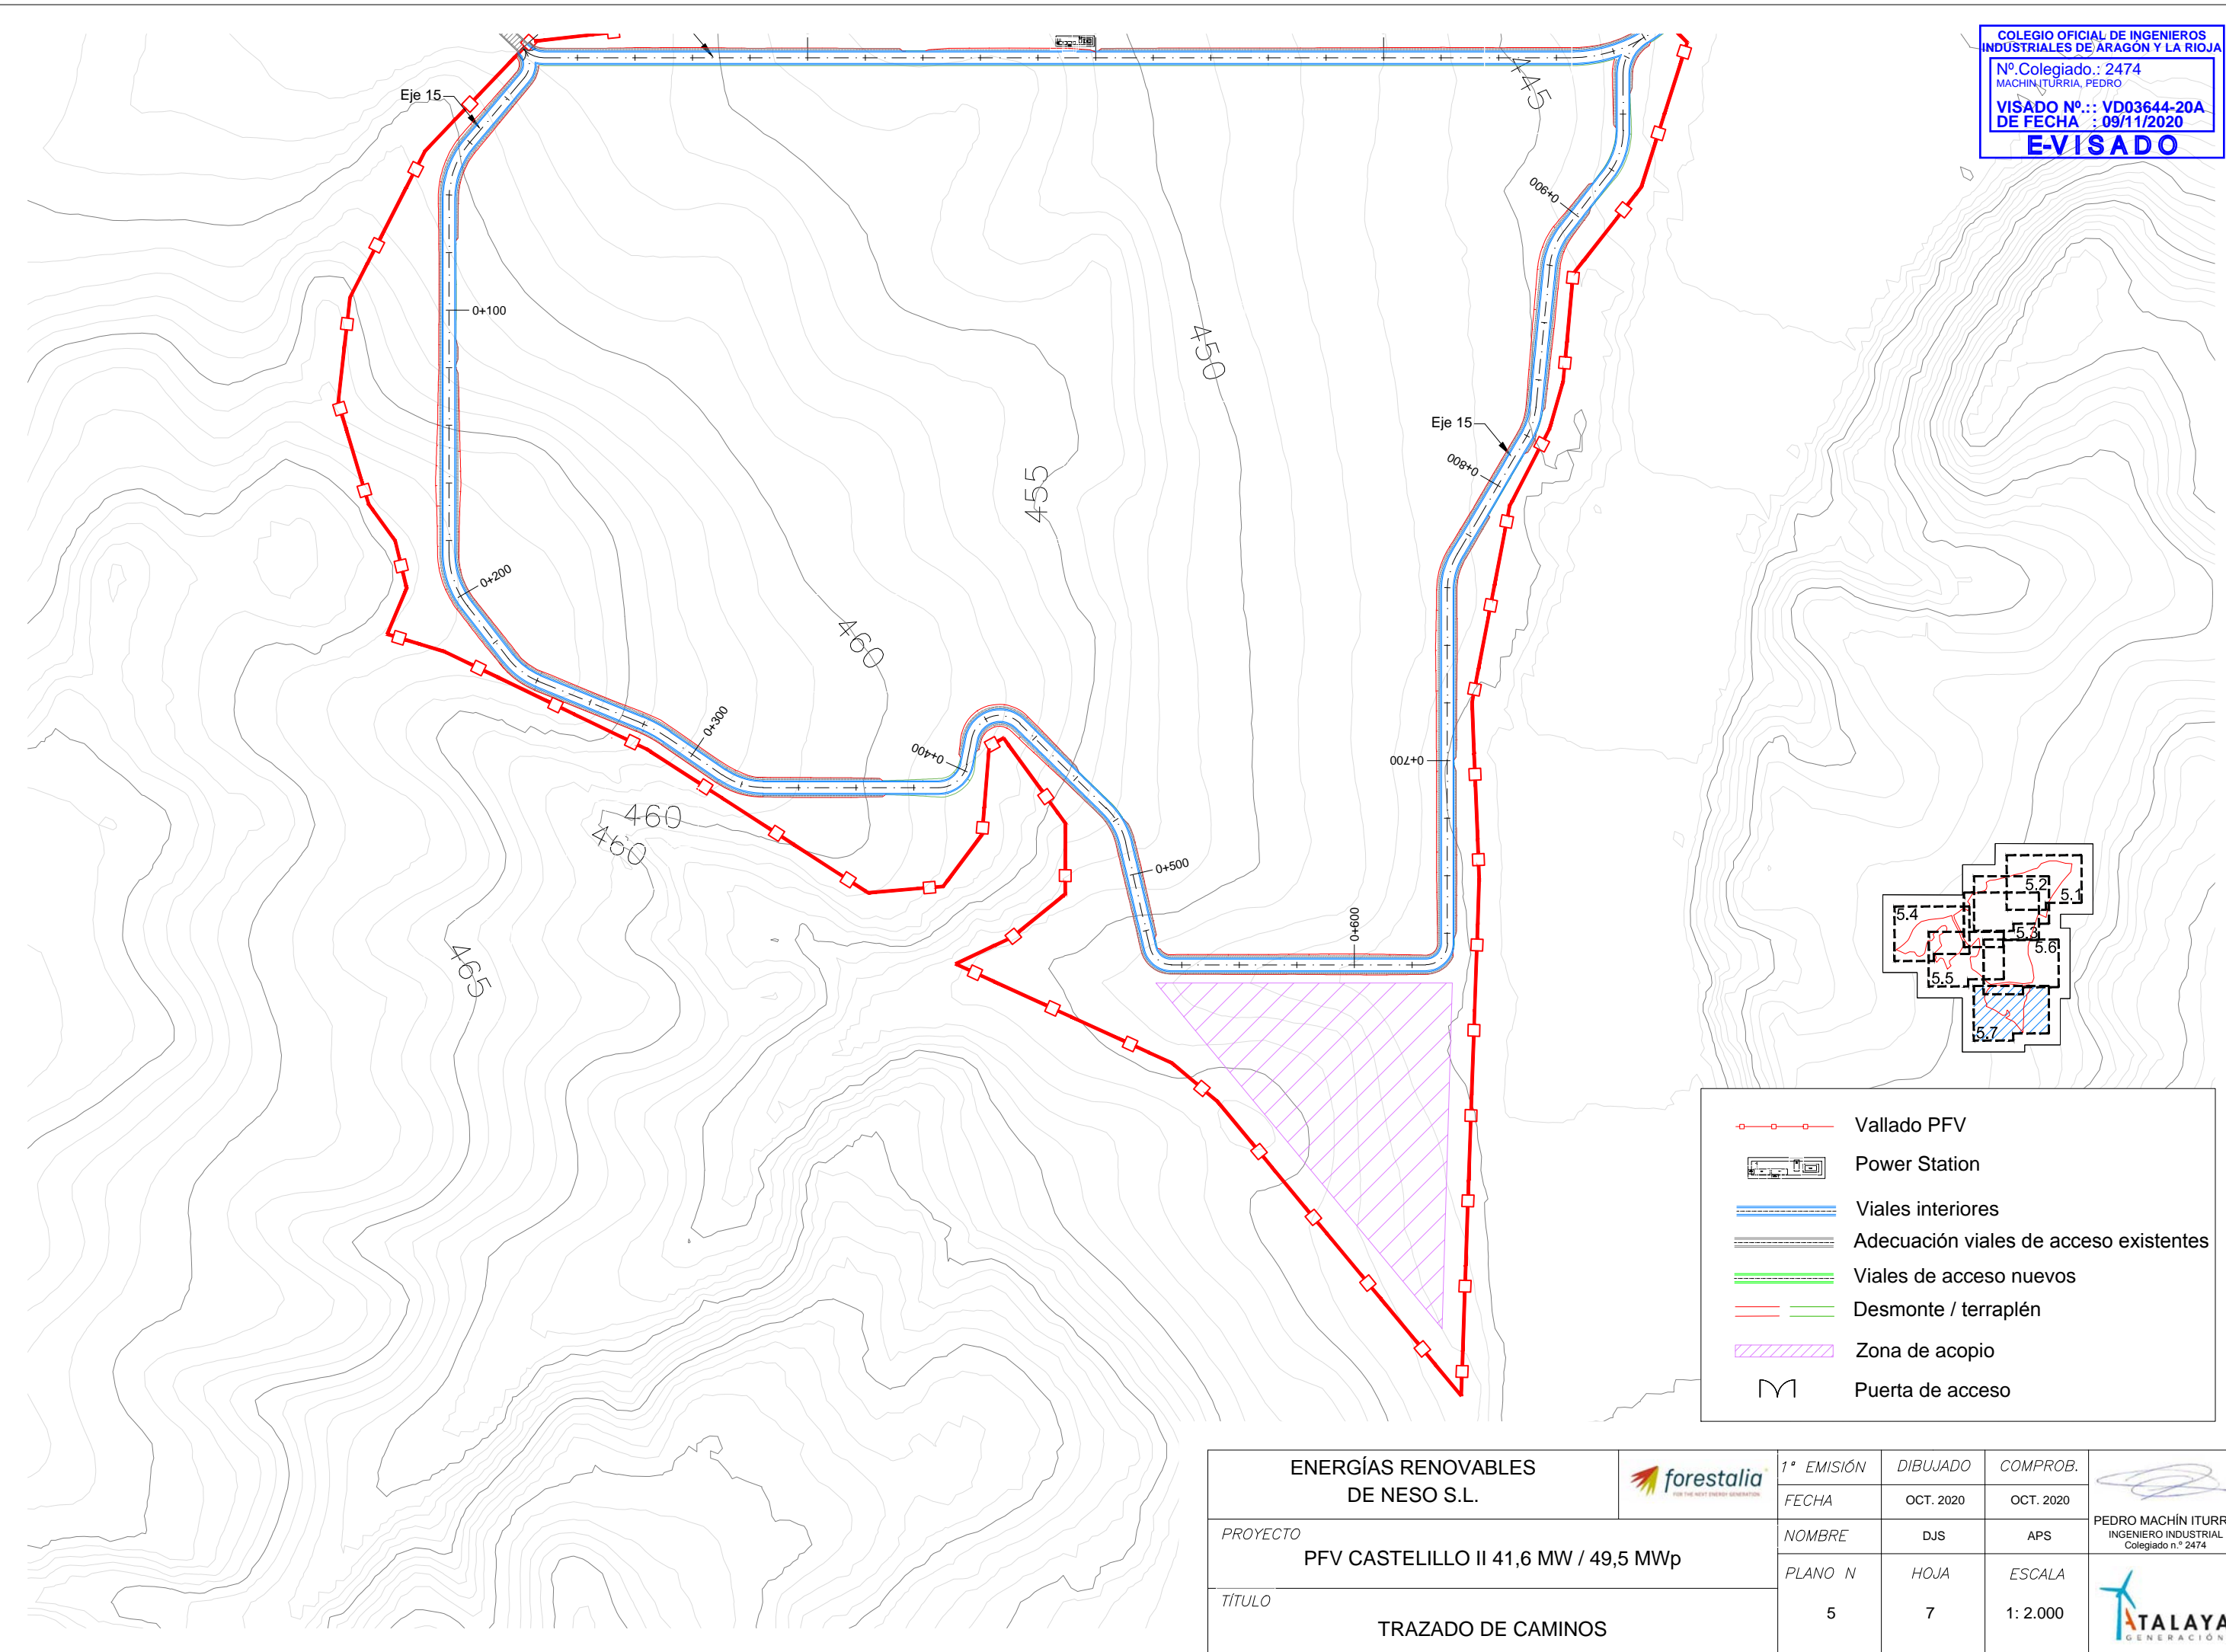 COLEGIO OFICIAL DE INGENIEROS
INDUSTRIALES DE ARAGÓN Y LA RIOJA
Nº.Colegiado.: 2474
MACHIN ITURRIA, PEDRO
VISADO Nº.:: VD03644-20A
DE FECHA : 09/11/2020
E-VISADO
Eje 15
445
0+900
0+100
450
Eje 15
0+800
455
0+200
460
0+300
0+400
0+700
460
460
0+500
0+600
465
5.2
5.1
5.4
5.3
5.6
5.5
5.7
Vallado PFV
Power Station
Viales interiores
Adecuación viales de acceso existentes
Viales de acceso nuevos
Desmonte / terraplén
Zona de acopio
Puerta de acceso
ENERGÍAS RENOVABLES
DE NESO S.L.
forestalia
FOR THE NEXT ENERGY GENERATION
1ª EMISIÓN
DIBUJADO
COMPROB.
FECHA
OCT. 2020
OCT. 2020
NOMBRE
DJS
APS
PEDRO MACHÍN ITURR
INGENIERO INDUSTRIAL
Colegiado n.º 2474
PROYECTO
PFV CASTELILLO II 41,6 MW / 49,5 MWp
PLANO N
HOJA
ESCALA
5
7
1: 2.000
TÍTULO
TRAZADO DE CAMINOS
ATALAYA
GENERACIÓN